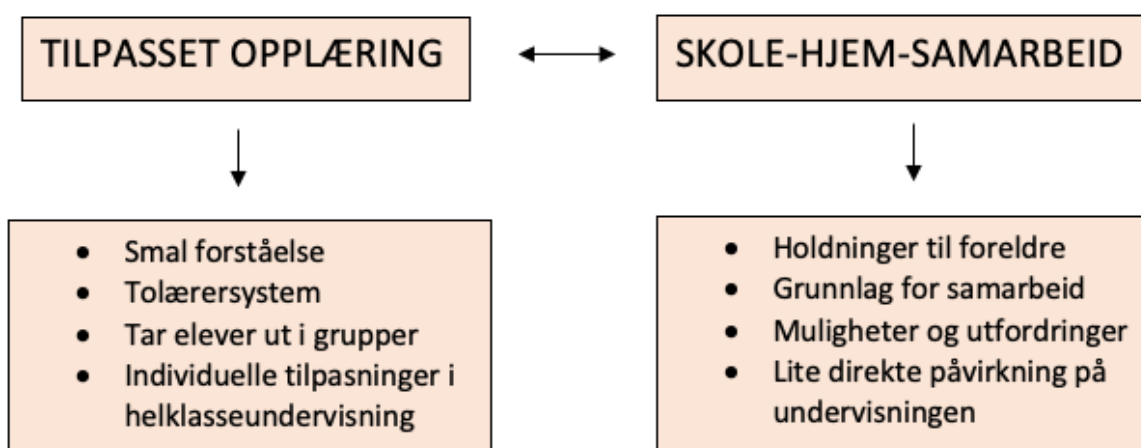 TILPASSET OPPLÆRING
SKOLE-HJEM-SAMARBEID
• Smal forståelse
• Tolærersystem
• Tar elever ut i grupper
• Individuelle tilpasninger i
helklasseundervisning
• Holdninger til foreldre
• Grunnlag for samarbeid
• Muligheter og utfordringer
• Lite direkte påvirkning på
undervisningen